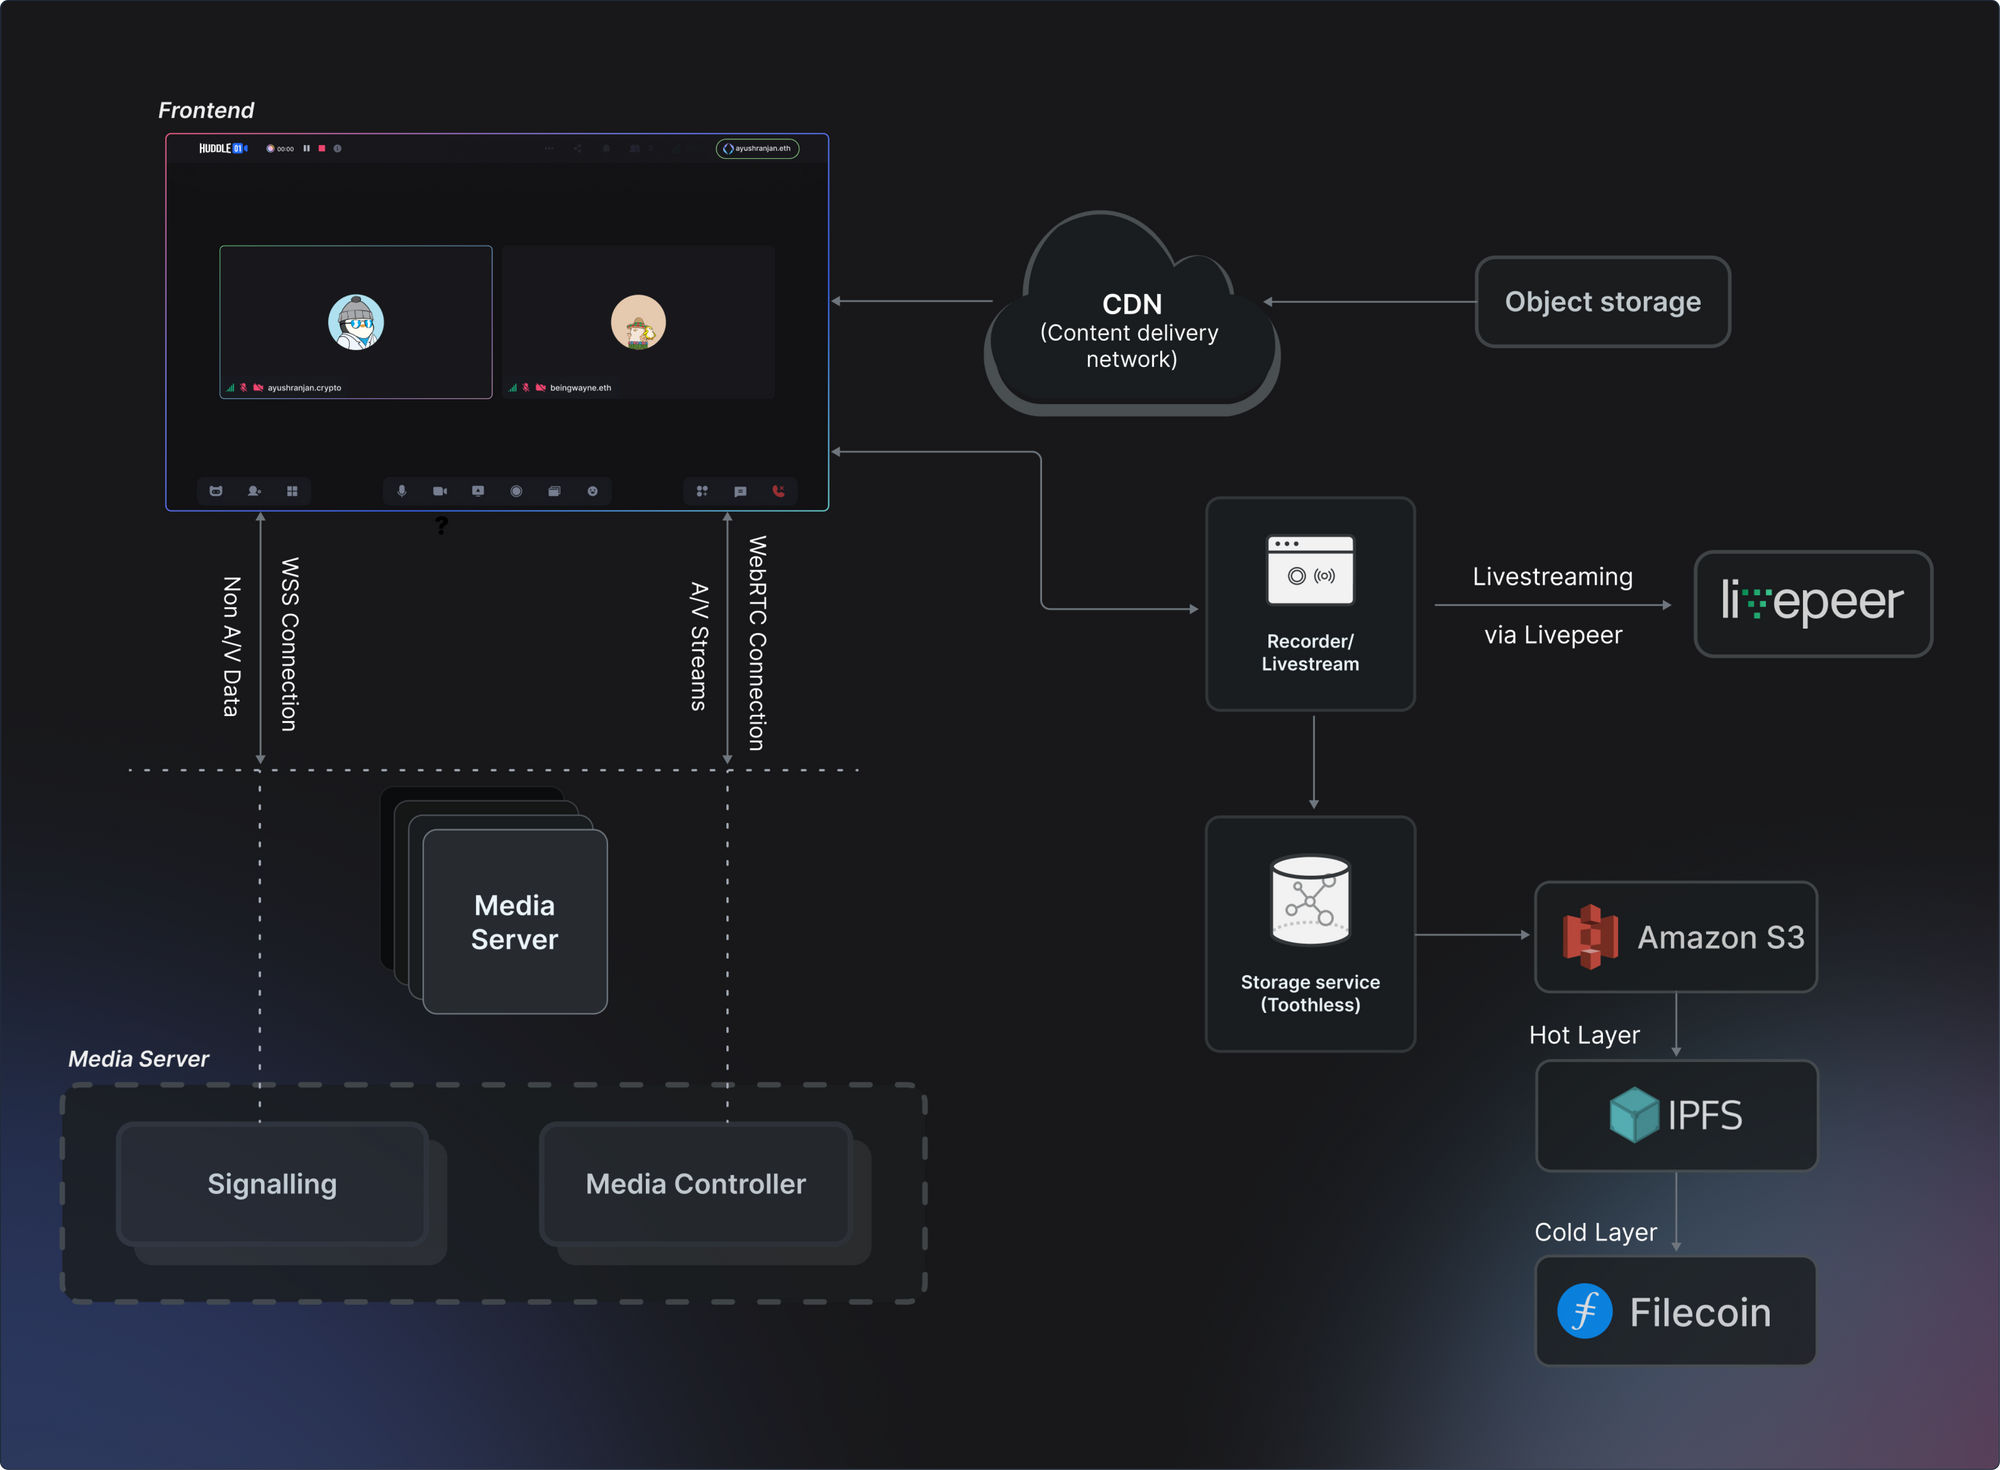 Frontend
HUDDLE 01
00:00
ayushranjan.eth
ayushranjan.crypto
beingwayne.eth
?
CDN
(Content delivery
network)
Object storage
Non A/V Data
WSS Connection
A/V Streams
WebRTC Connection
Recorder/
Livestream
Livestreaming
via Livepeer
livepeer
Media
Server
Storage service
(Toothless)
Amazon S3
Hot Layer
IPFS
Cold Layer
Filecoin
Media Server
Signalling
Media Controller